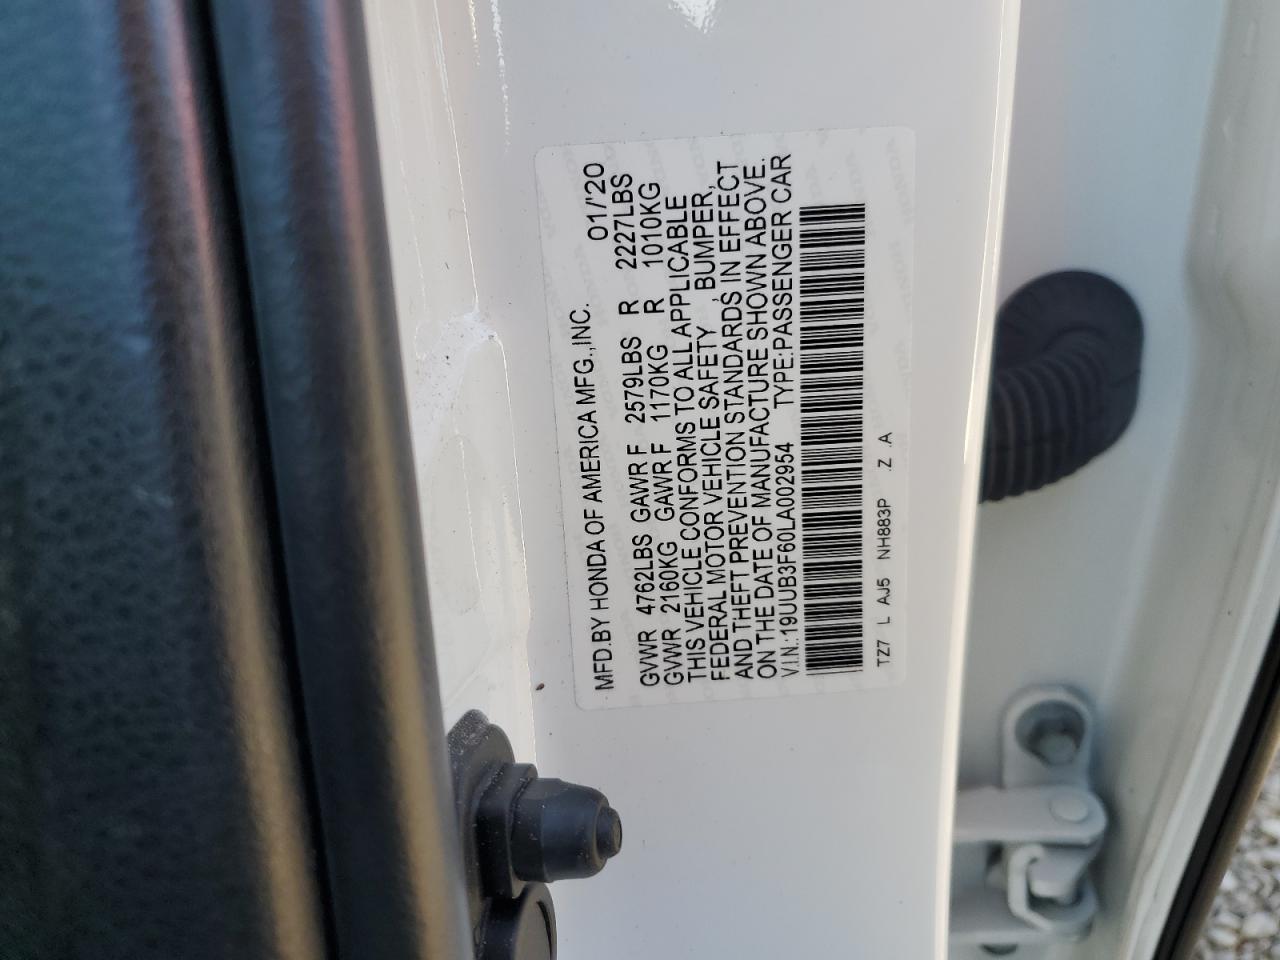 MFD.BY HONDA OF AMERICA MFG.,INC. 01/'20
GVWR 4762LBS GAWR F 2579LBS R 2227LBS
GVWR 2160KG GAWR F 1170KG R 1010KG
THIS VEHICLE CONFORMS TO ALL APPLICABLE
FEDERAL MOTOR VEHICLE SAFETY, BUMPER,
AND THEFT PREVENTION STANDARDS, IN EFFECT
ON THE DATE OF MANUFACTURE SHOWN ABOVE.
V.I.N.:19UUB3F60LA002954 TYPE:PASSENGER CAR
TZ7 L AJ5 NH883P .Z .A